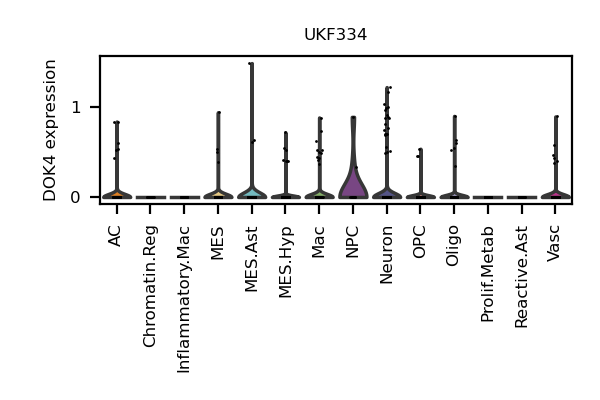 UKF334
DOK4 expression
1
0
AC
Chromatin.Reg
Inflammatory.Mac
MES
MES.Ast
MES.Hyp
Mac
NPC
Neuron
OPC
Oligo
Prolif.Metab
Reactive.Ast
Vasc